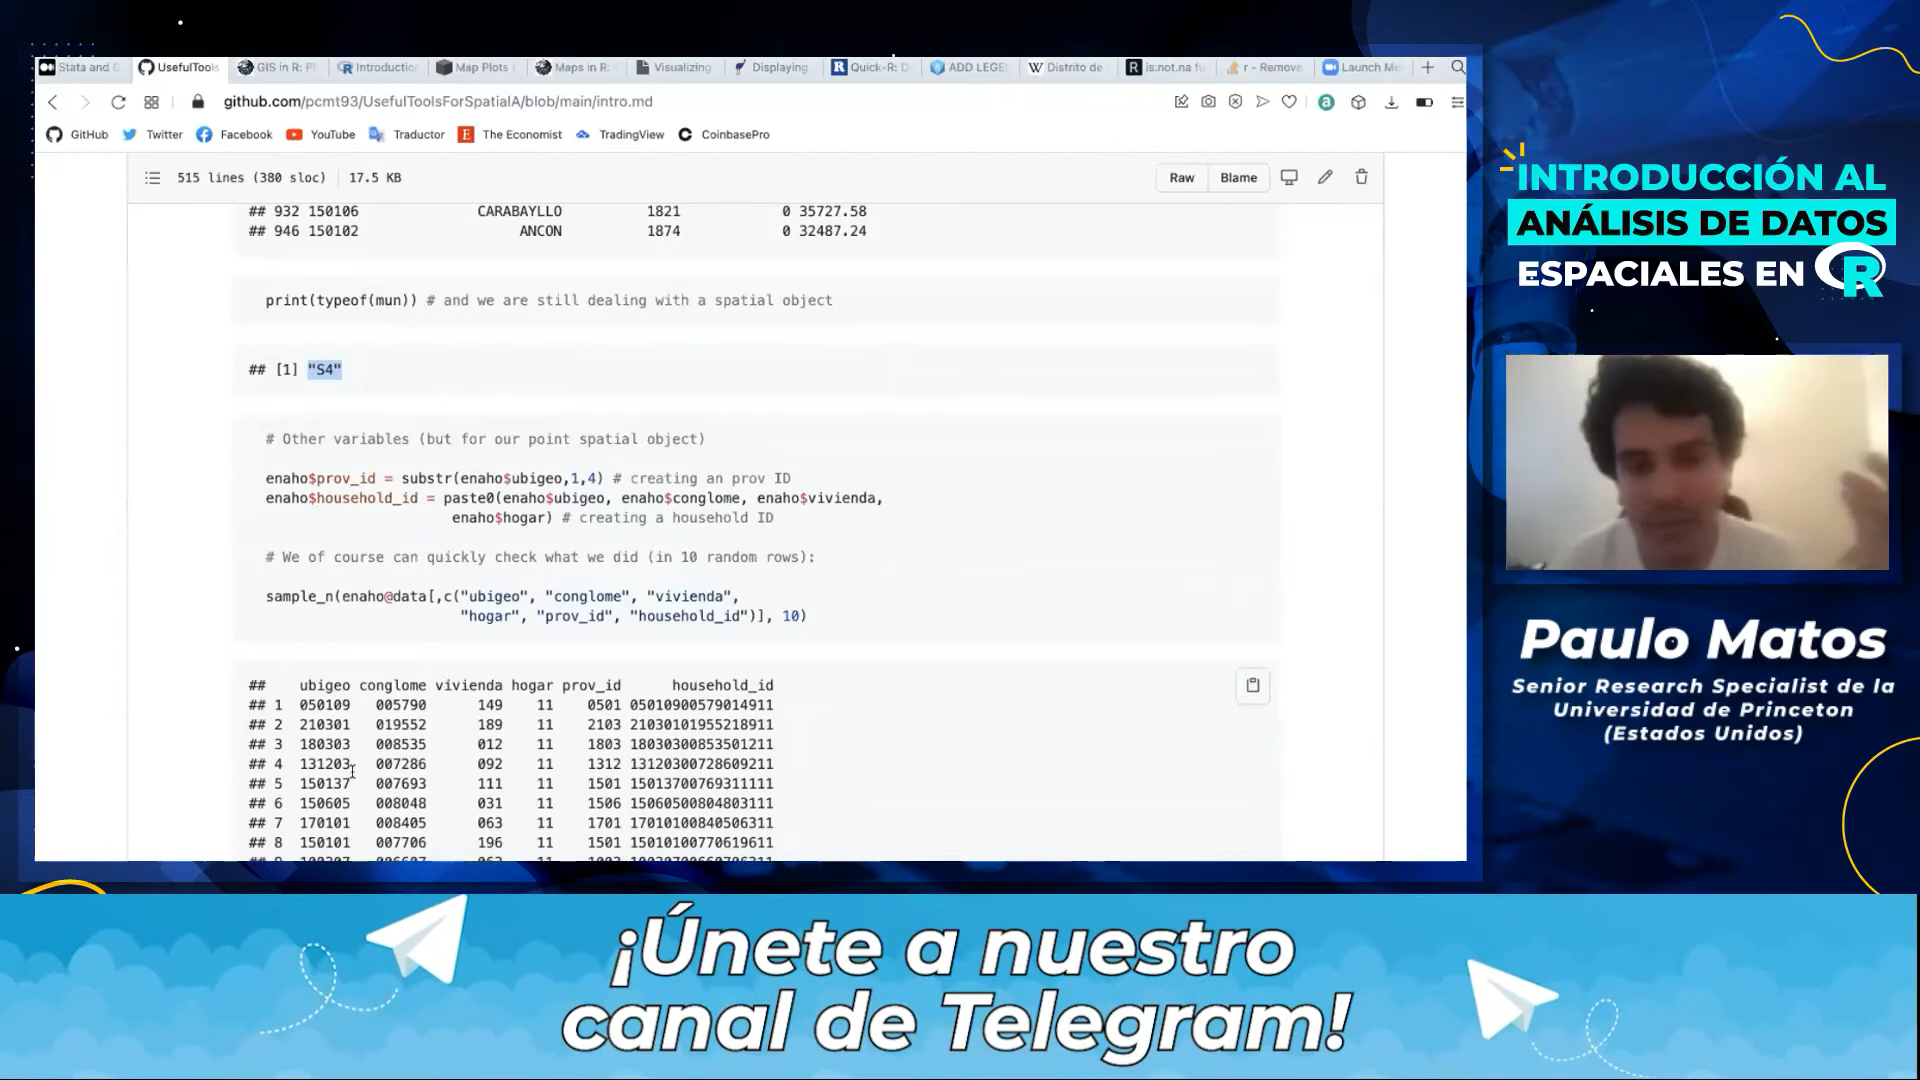 Stata and G
UsefulTools
GIS in R: Pl
Introduction
Map Plots
Maps in R:
Visualizing
Displaying
Quick-R: D
ADD LEGE
Distrito de
is.not.na fu
r - Remove
Launch Me
github.com/pcmt93/UsefulToolsForSpatialA/blob/main/intro.md
GitHub
Twitter
Facebook
YouTube
Traductor
The Economist
TradingView
CoinbasePro
515 lines (380 sloc)
17.5 KB
Raw
Blame
## 932 150106 CARABAYLLO 1821 0 35727.58
## 946 150102 ANCON 1874 0 32487.24
print(typeof(mun)) # and we are still dealing with a spatial object
## [1] "S4"
# Other variables (but for our point spatial object)
enaho$prov_id = substr(enaho$ubigeo,1,4) # creating an prov ID
enaho$household_id = paste0(enaho$ubigeo, enaho$conglome, enaho$vivienda,
enaho$hogar) # creating a household ID
# We of course can quickly check what we did (in 10 random rows):
sample_n(enaho@data[,c("ubigeo", "conglome", "vivienda",
"hogar", "prov_id", "household_id")], 10)
## ubigeo conglome vivienda hogar prov_id household_id
## 1 050109 005790 149 11 0501 05010900579014911
## 2 210301 019552 189 11 2103 21030101955218911
## 3 180303 008535 012 11 1803 18030300853501211
## 4 131203 007286 092 11 1312 13120300728609211
## 5 150137 007693 111 11 1501 15013700769311111
## 6 150605 008048 031 11 1506 15060500804803111
## 7 170101 008405 063 11 1701 17010100840506311
## 8 150101 007706 196 11 1501 15010100770619611
INTRODUCCIÓN AL
ANÁLISIS DE DATOS
ESPACIALES EN R
Paulo Matos
Senior Research Specialist de la
Universidad de Princeton
(Estados Unidos)
¡Únete a nuestro
canal de Telegram!